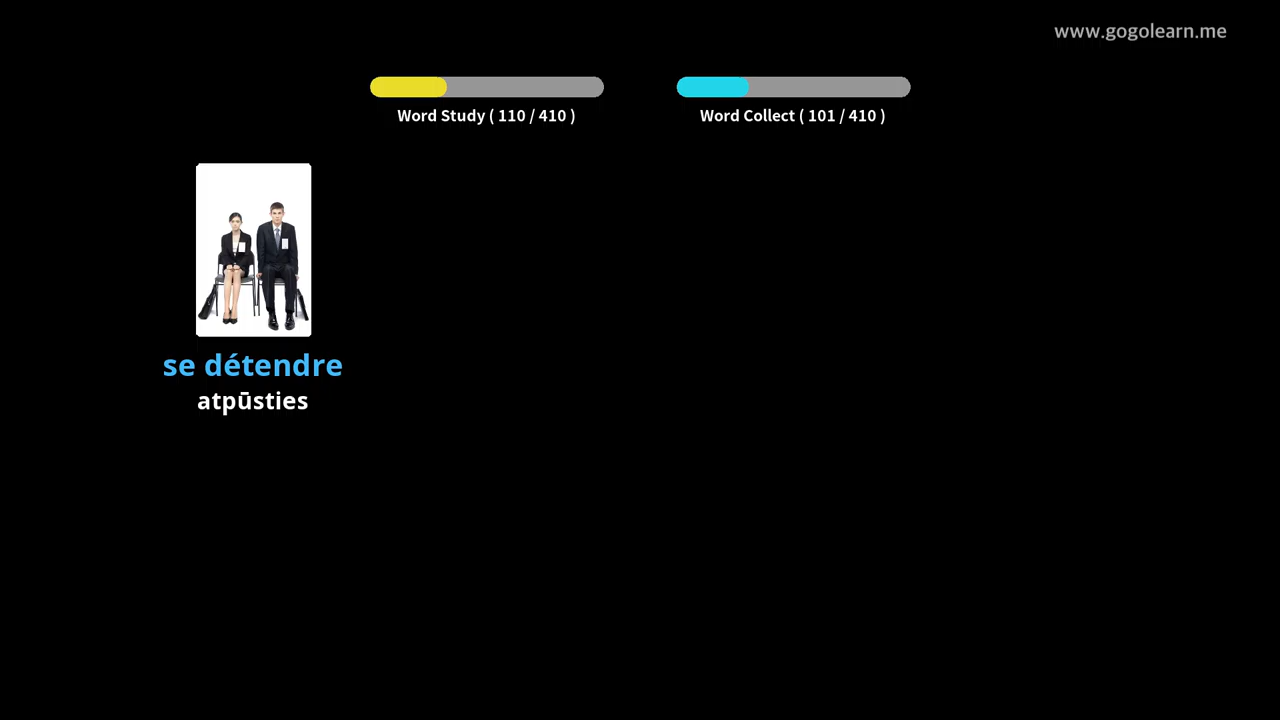 www.gogolearn.me
Word Study ( 110 / 410 )
Word Collect ( 101 / 410 )
se détendre
atpūsties